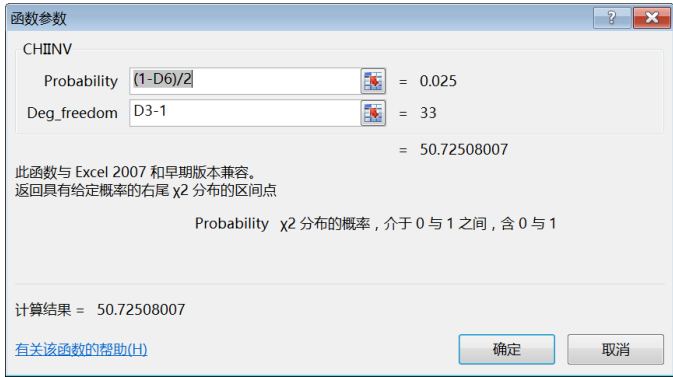 函数参数
CHIINV
Probability (1-D6)/2 = 0.025
Deg_freedom D3-1 = 33
= 50.72508007
此函数与 Excel 2007 和早期版本兼容。
返回具有给定概率的右尾 χ2 分布的区间点
Probability χ2 分布的概率，介于 0 与 1 之间，含 0 与 1
计算结果 = 50.72508007
有关该函数的帮助(H)
确定
取消